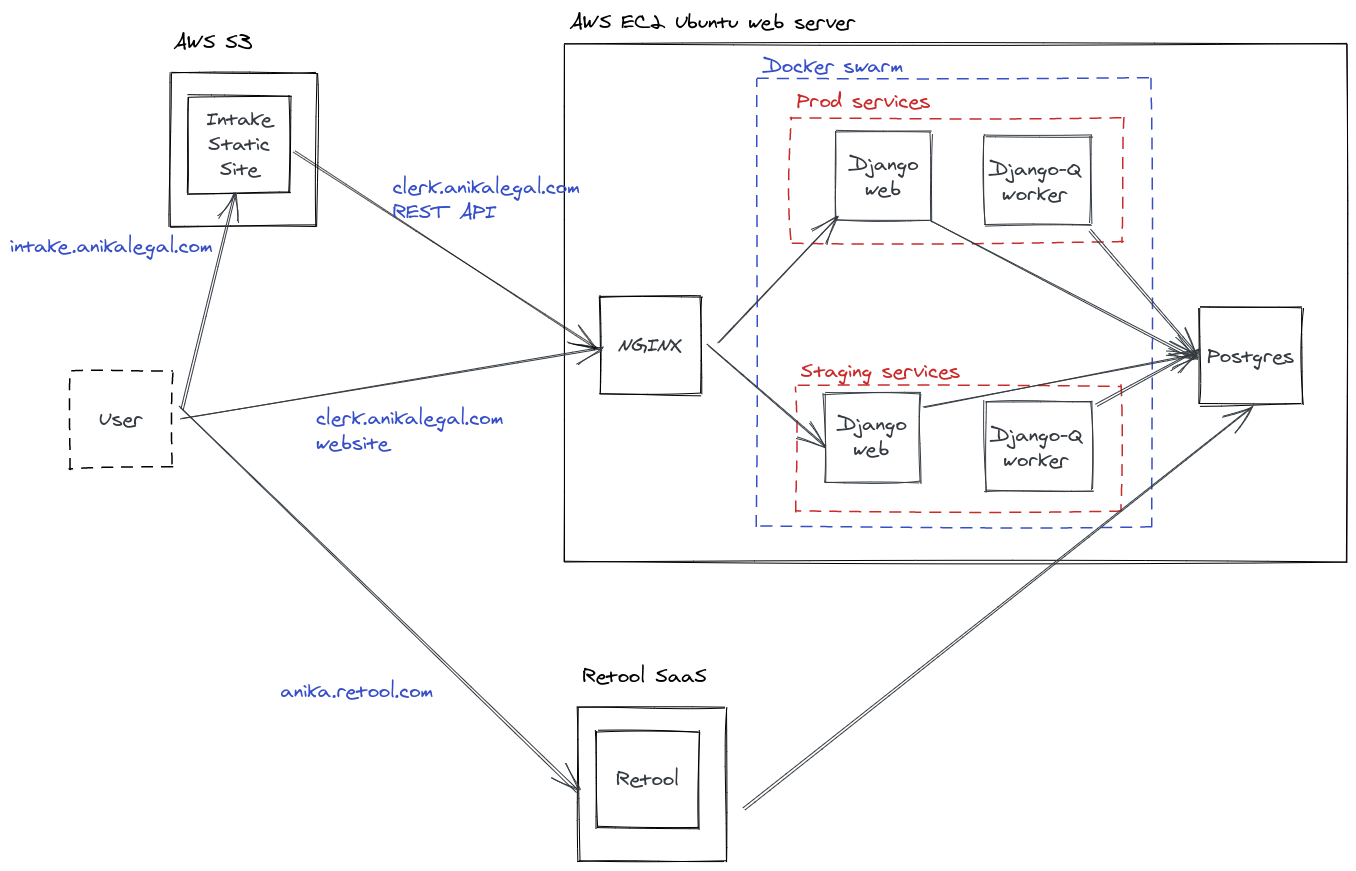 AWS EC2 Ubuntu web server
AWS S3
Docker swarm
Prod services
Intake
Static
Site
Django
web
Django-Q
worker
clerk.anikalegal.com
REST API
intake.anikalegal.com
NGINX
Postgres
Staging services
User
clerk.anikalegal.com
website
Django
web
Django-Q
worker
Retool SaaS
anika.retool.com
Retool